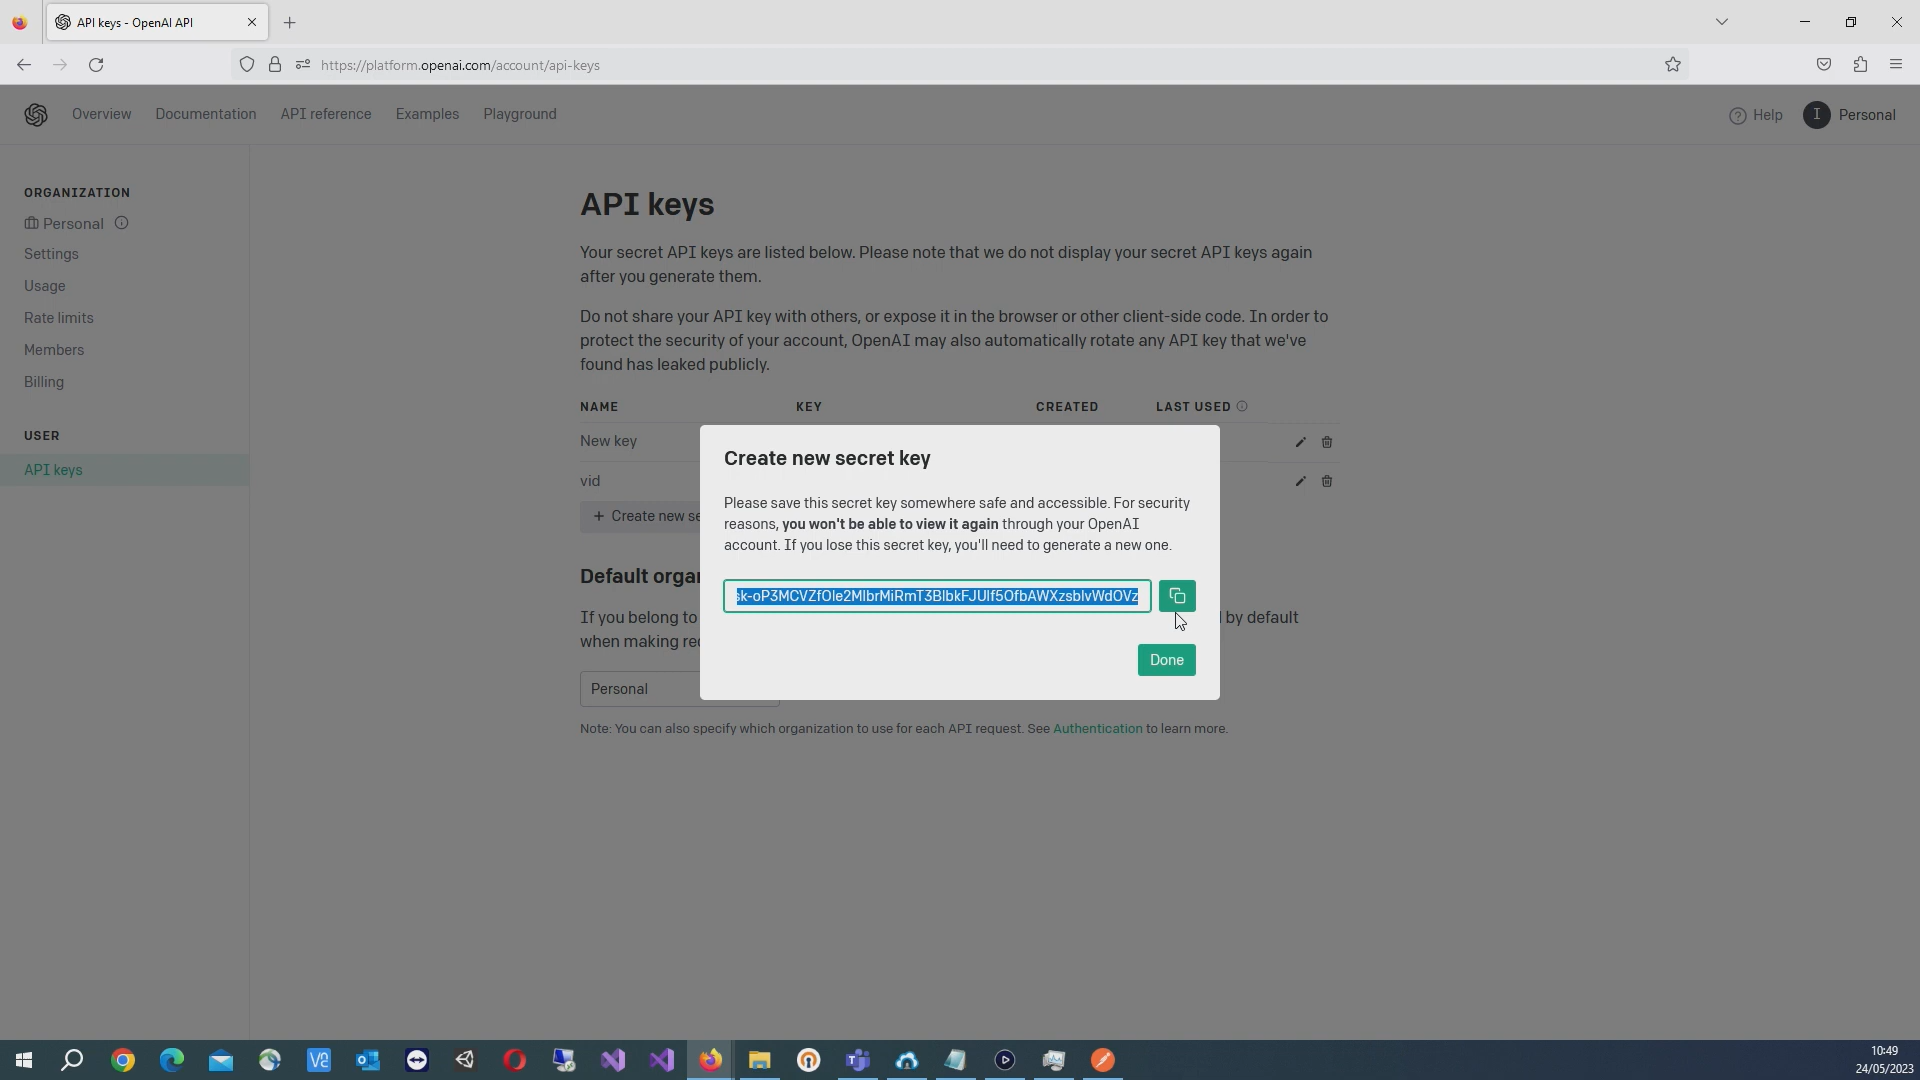 API keys - OpenAI API
https://platform.openai.com/account/api-keys
Overview Documentation API reference Examples Playground
Help I Personal
ORGANIZATION
Personal
Settings
Usage
Rate limits
Members
Billing
USER
API keys
API keys
Your secret API keys are listed below. Please note that we do not display your secret API keys again
after you generate them.
Do not share your API key with others, or expose it in the browser or other client-side code. In order to
protect the security of your account, OpenAI may also automatically rotate any API key that we've
found has leaked publicly.
NAME KEY CREATED LAST USED
New key
vid
+ Create new se
Default orga
If you belong to
by default
when making re
Personal
Note: You can also specify which organization to use for each API request. See Authentication to learn more.
Create new secret key
Please save this secret key somewhere safe and accessible. For security
reasons, you won't be able to view it again through your OpenAI
account. If you lose this secret key, you'll need to generate a new one.
Done
10:49
24/05/2023